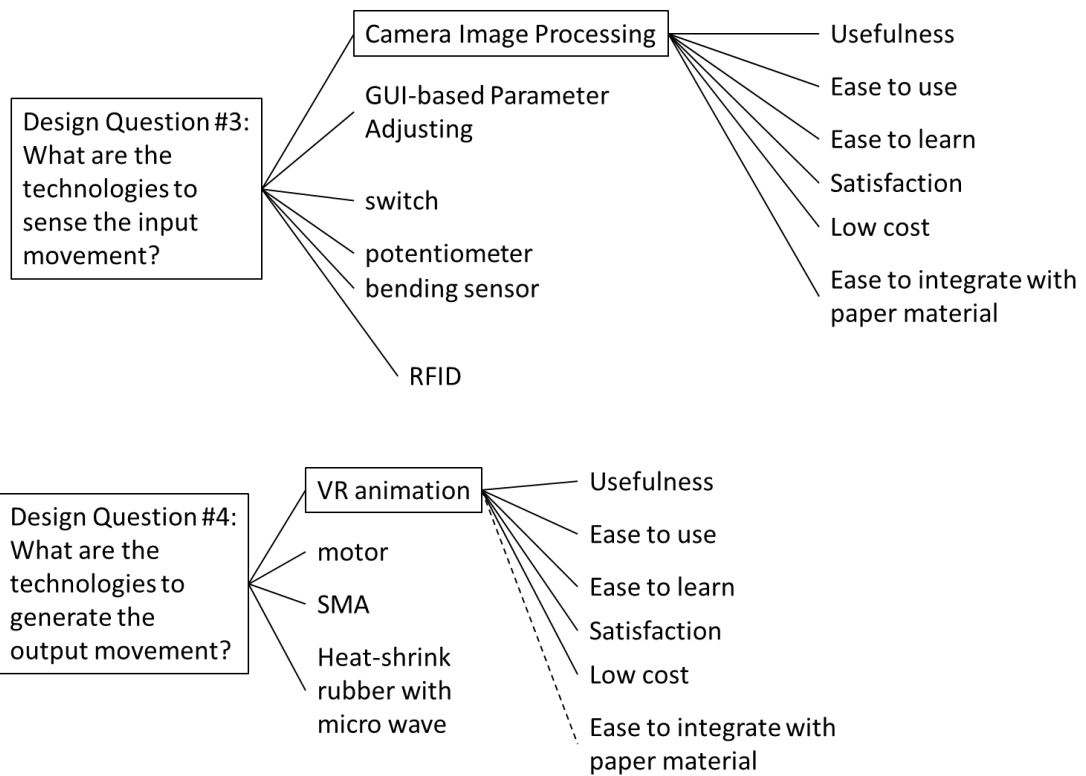 Design Question #3:
What are the
technologies to
sense the input
movement?
Camera Image Processing
GUI-based Parameter
Adjusting
switch
potentiometer
bending sensor
RFID
Usefulness
Ease to use
Ease to learn
Satisfaction
Low cost
Ease to integrate with
paper material
Design Question #4:
What are the
technologies to
generate the
output movement?
VR animation
motor
SMA
Heat-shrink
rubber with
micro wave
Usefulness
Ease to use
Ease to learn
Satisfaction
Low cost
Ease to integrate with
paper material